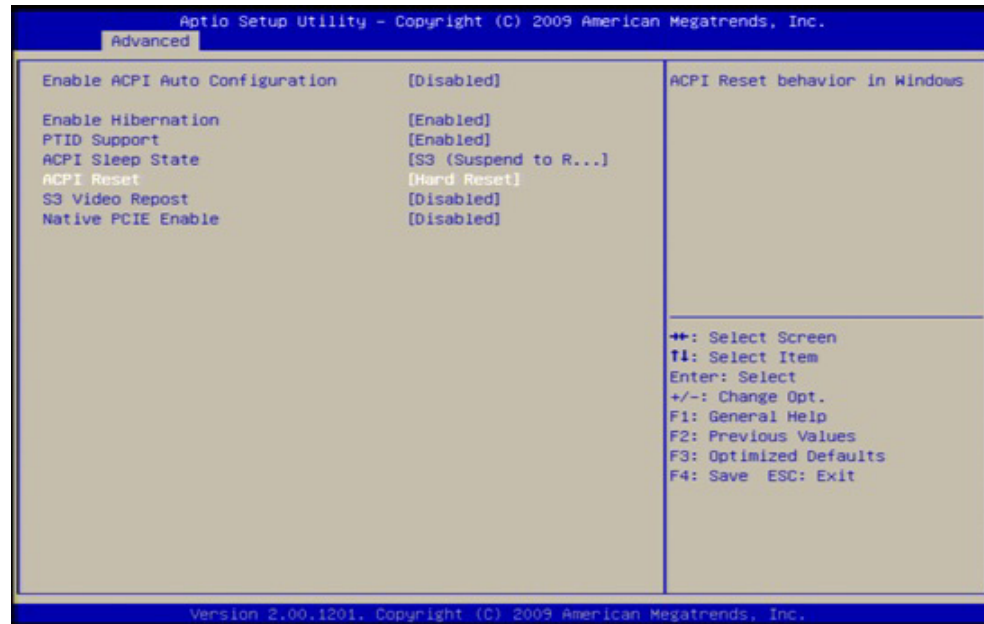 Aptio Setup Utility – Copyright (C) 2009 American Megatrends, Inc.
Advanced
Enable ACPI Auto Configuration [Disabled]
Enable Hibernation [Enabled]
PTID Support [Enabled]
ACPI Sleep State [S3 (Suspend to R...]
ACPI Reset [Hard Reset]
S3 Video Repost [Disabled]
Native PCIE Enable [Disabled]
ACPI Reset behavior in Windows
→←: Select Screen
↑↓: Select Item
Enter: Select
+/-: Change Opt.
F1: General Help
F2: Previous Values
F3: Optimized Defaults
F4: Save ESC: Exit
Version 2.00.1201. Copyright (C) 2009 American Megatrends, Inc.